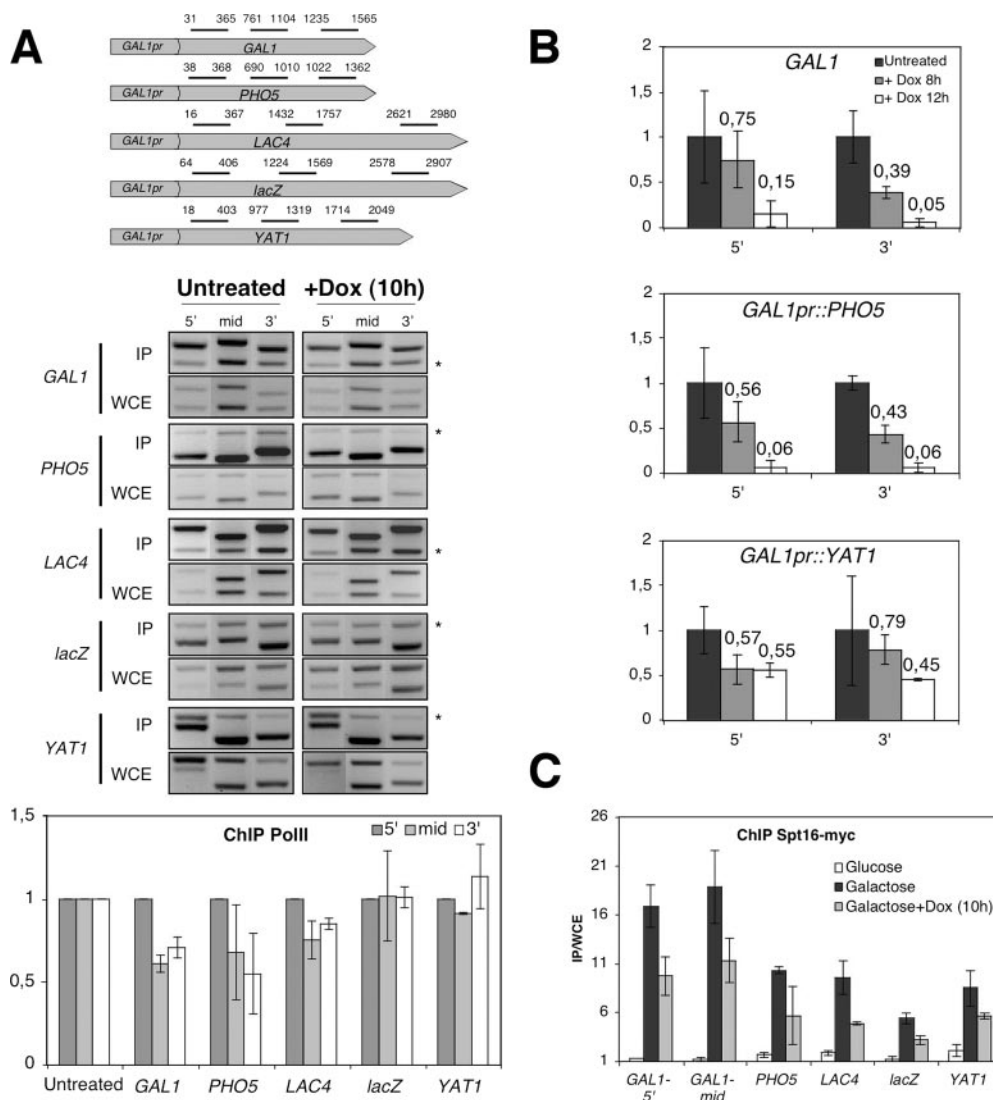 A
31 365 761 1104 1235 1565
GAL1pr GAL1
38 368 690 1010 1022 1362
GAL1pr PHO5
16 367 1432 1757 2621 2980
GAL1pr LAC4
64 406 1224 1569 2578 2907
GAL1pr lacZ
18 403 977 1319 1714 2049
GAL1pr YAT1
Untreated +Dox (10h)
5' mid 3' 5' mid 3'
GAL1
IP *
WCE
PHO5
IP *
WCE
LAC4
IP *
WCE
lacZ
IP *
WCE
YAT1
IP *
WCE
ChIP PolII
5' mid 3'
1,5
1
0,5
0
Untreated GAL1 PHO5 LAC4 lacZ YAT1
B
GAL1
Untreated
+ Dox 8h
+ Dox 12h
2
1,5
1
0,5
0
0,75
0,15
0,39
0,05
5' 3'
GAL1pr::PHO5
2
1,5
1
0,5
0
0,56
0,06
0,43
0,06
5' 3'
GAL1pr::YAT1
2
1,5
1
0,5
0
0,57
0,55
0,79
0,45
5' 3'
C
ChIP Spt16-myc
Glucose
Galactose
Galactose+Dox (10h)
IP/WCE
26
21
16
11
6
1
GAL1-5' GAL1-mid PHO5 LAC4 lacZ YAT1